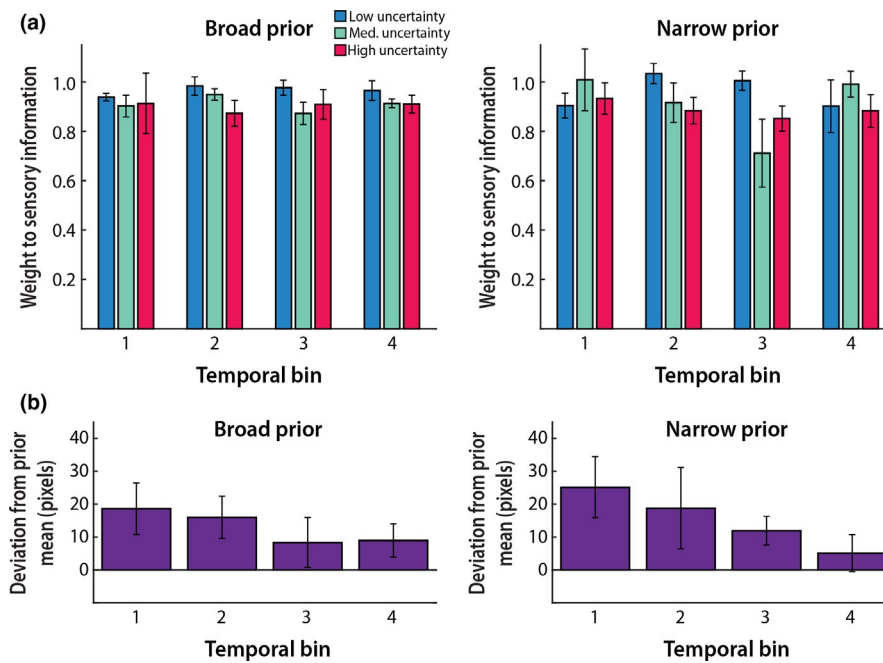 (a)
Broad prior
Low uncertainty
Med. uncertainty
High uncertainty
Narrow prior
Weight to sensory information
1.0
0.8
0.6
0.4
0.2
1 2 3 4
Temporal bin
Weight to sensory information
1.0
0.8
0.6
0.4
0.2
1 2 3 4
Temporal bin
(b)
Broad prior
Deviation from prior
mean (pixels)
40
30
20
10
0
1 2 3 4
Temporal bin
Narrow prior
Deviation from prior
mean (pixels)
40
30
20
10
0
1 2 3 4
Temporal bin